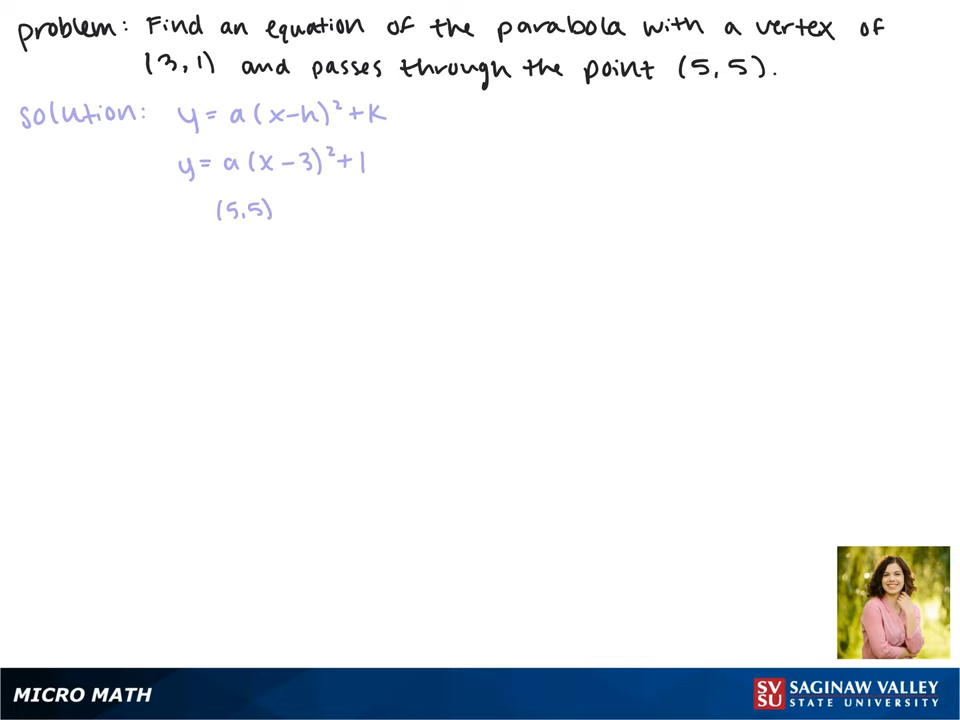 problem: Find an equation of the parabola with a vertex of
(3,1) and passes through the point (5,5).
solution: y = a(x-h)² + k
y = a(x-3)² + 1
(5,5)
MICRO MATH
SV SU SAGINAW VALLEY
STATE UNIVERSITY